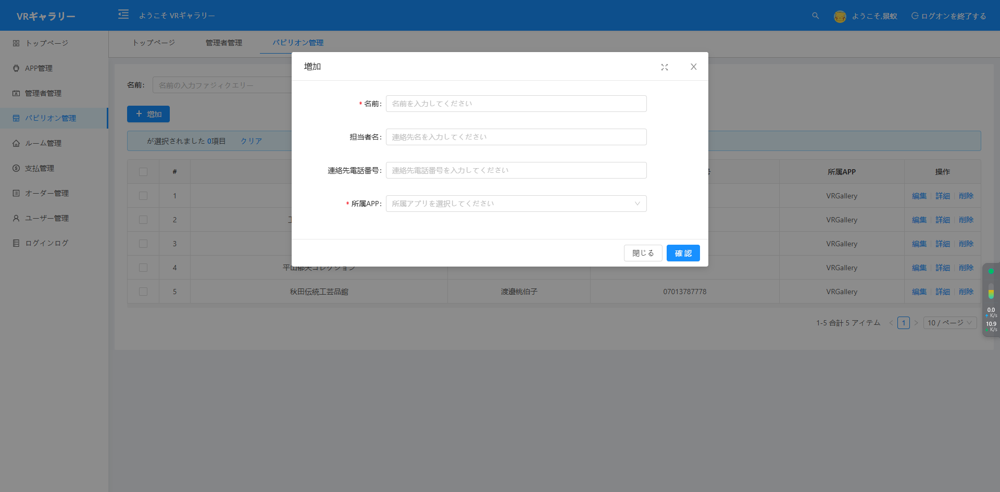 VRギャラリー
ようこそ VRギャラリー
ようこそ,景蚁
ログオンを終了する
トップページ
APP管理
管理者管理
パビリオン管理
ルーム管理
支払管理
オーダー管理
ユーザー管理
ログインログ
トップページ 管理者管理 パビリオン管理
名前: 名前の入力ファジィクエリー
+ 増加
が選択されました 0項目 クリア
増加
X
* 名前: 名前を入力してください
担当者名: 連絡先名を入力してください
連絡先電話番号: 連絡先電話番号を入力してください
* 所属APP: 所属アプリを選択してください
閉じる 確 認
# 所属APP 操作
1 VRGallery 編集 詳細 削除
2 VRGallery 編集 詳細 削除
3 VRGallery 編集 詳細 削除
4 平山郁夫コレクション VRGallery 編集 詳細 削除
5 秋田伝統工芸品館 渡邊桃伯子 07013787778 VRGallery 編集 詳細 削除
1-5 合計 5 アイテム < 1 > 10 / ページ
0.0
K/s
10.9
K/s